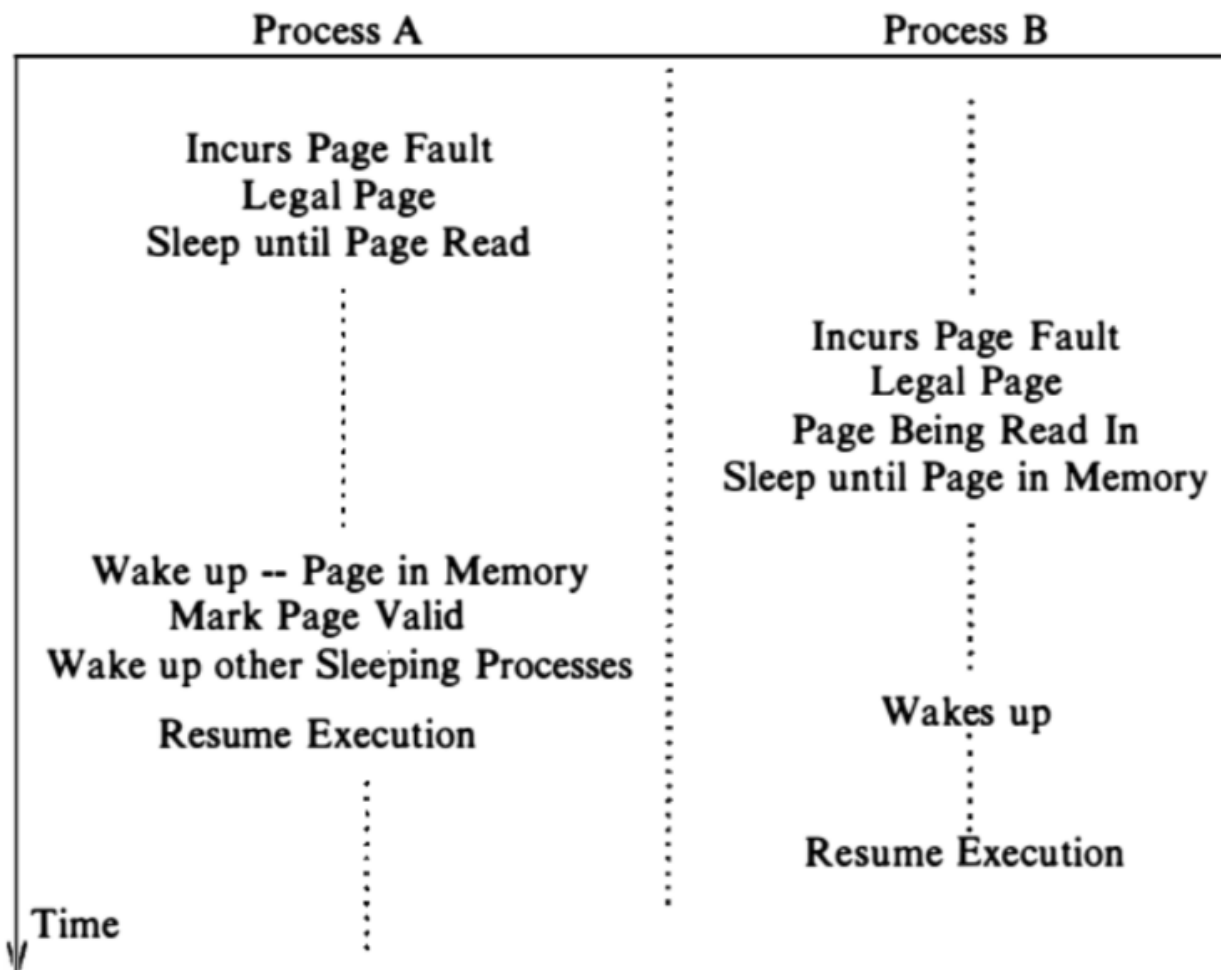 Process A
Process B
Incurs Page Fault
Legal Page
Sleep until Page Read
Incurs Page Fault
Legal Page
Page Being Read In
Sleep until Page in Memory
Wake up -- Page in Memory
Mark Page Valid
Wake up other Sleeping Processes
Resume Execution
Wakes up
Resume Execution
Time